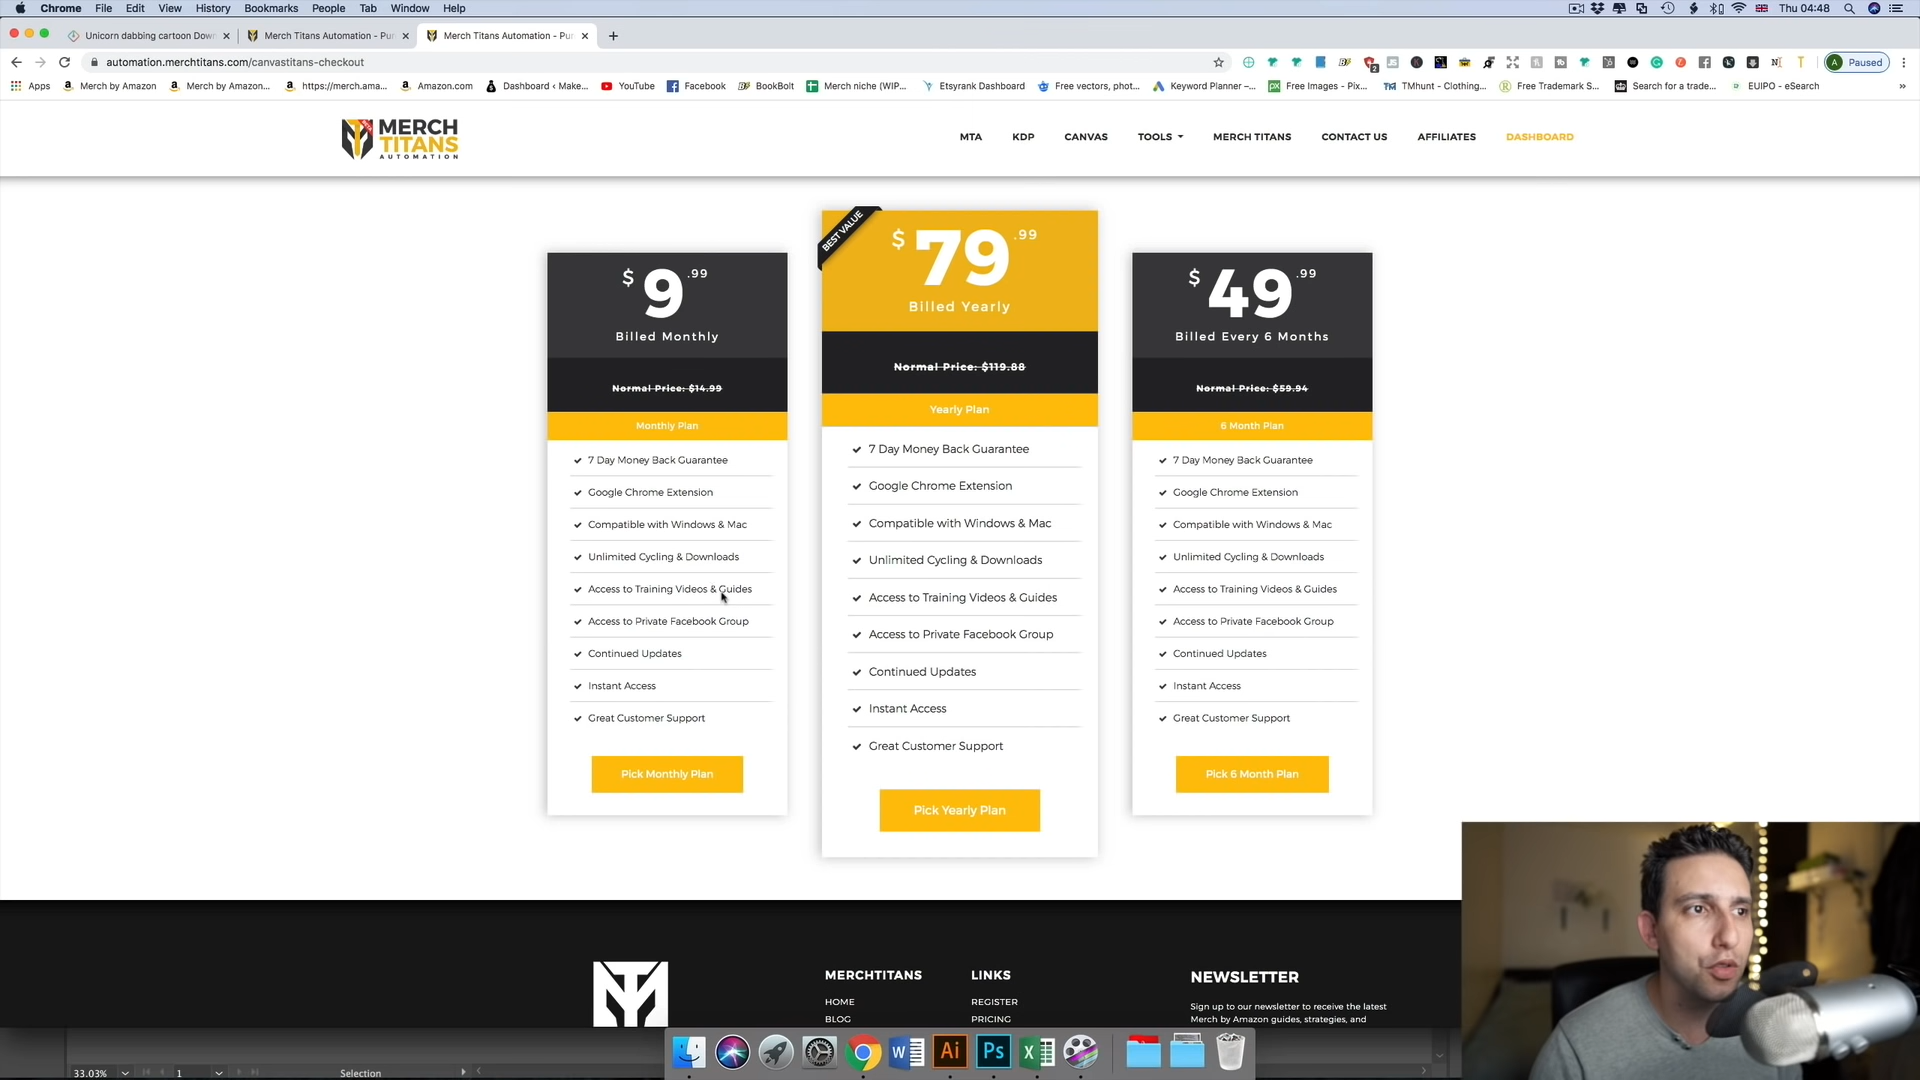 Chrome File Edit View History Bookmarks People Tab Window Help
Thu 04:48
Unicorn dabbing cartoon Dow
Merch Titans Automation - Pu
Merch Titans Automation - Pu
automation.merchtitans.com/canvastitans-checkout
A Paused
Apps
Merch by Amazon
Merch by Amazon...
https://merch.ama...
Amazon.com
Dashboard ‹ Make...
YouTube
Facebook
BookBolt
Merch niche (WIP...
Etsyrank Dashboard
Free vectors, phot...
Keyword Planner –...
Free Images - Pix...
TMhunt - Clothing,...
Free Trademark S...
Search for a trade...
EUIPO - eSearch
MERCH
TITANS
AUTOMATION
MTA KDP CANVAS TOOLS MERCH TITANS CONTACT US AFFILIATES DASHBOARD
$ 9 .99
Billed Monthly
Normal Price: $14.99
Monthly Plan
7 Day Money Back Guarantee
Google Chrome Extension
Compatible with Windows & Mac
Unlimited Cycling & Downloads
Access to Training Videos & Guides
Access to Private Facebook Group
Continued Updates
Instant Access
Great Customer Support
Pick Monthly Plan
BEST VALUE
$ 79 .99
Billed Yearly
Normal Price: $119.88
Yearly Plan
7 Day Money Back Guarantee
Google Chrome Extension
Compatible with Windows & Mac
Unlimited Cycling & Downloads
Access to Training Videos & Guides
Access to Private Facebook Group
Continued Updates
Instant Access
Great Customer Support
Pick Yearly Plan
$ 49 .99
Billed Every 6 Months
Normal Price: $59.94
6 Month Plan
7 Day Money Back Guarantee
Google Chrome Extension
Compatible with Windows & Mac
Unlimited Cycling & Downloads
Access to Training Videos & Guides
Access to Private Facebook Group
Continued Updates
Instant Access
Great Customer Support
Pick 6 Month Plan
MERCHTITANS
HOME
BLOG
LINKS
REGISTER
PRICING
NEWSLETTER
Sign up to our newsletter to receive the latest
Merch by Amazon guides, strategies, and
W
Ai
Ps
X
33.03%
1
Selection